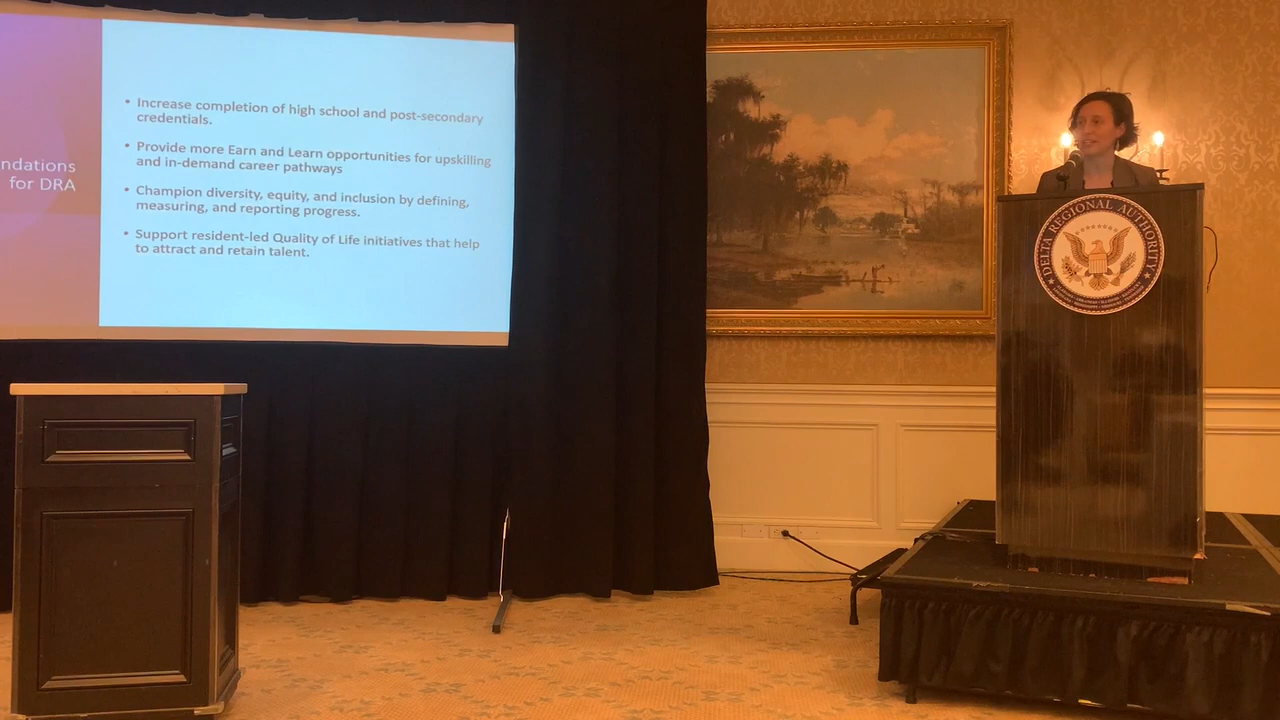 ndations
for DRA
• Increase completion of high school and post-secondary
credentials.
• Provide more Earn and Learn opportunities for upskilling
and in-demand career pathways
• Champion diversity, equity, and inclusion by defining,
measuring, and reporting progress.
• Support resident-led Quality of Life initiatives that help
to attract and retain talent.
DELTA REGIONAL AUTHORITY